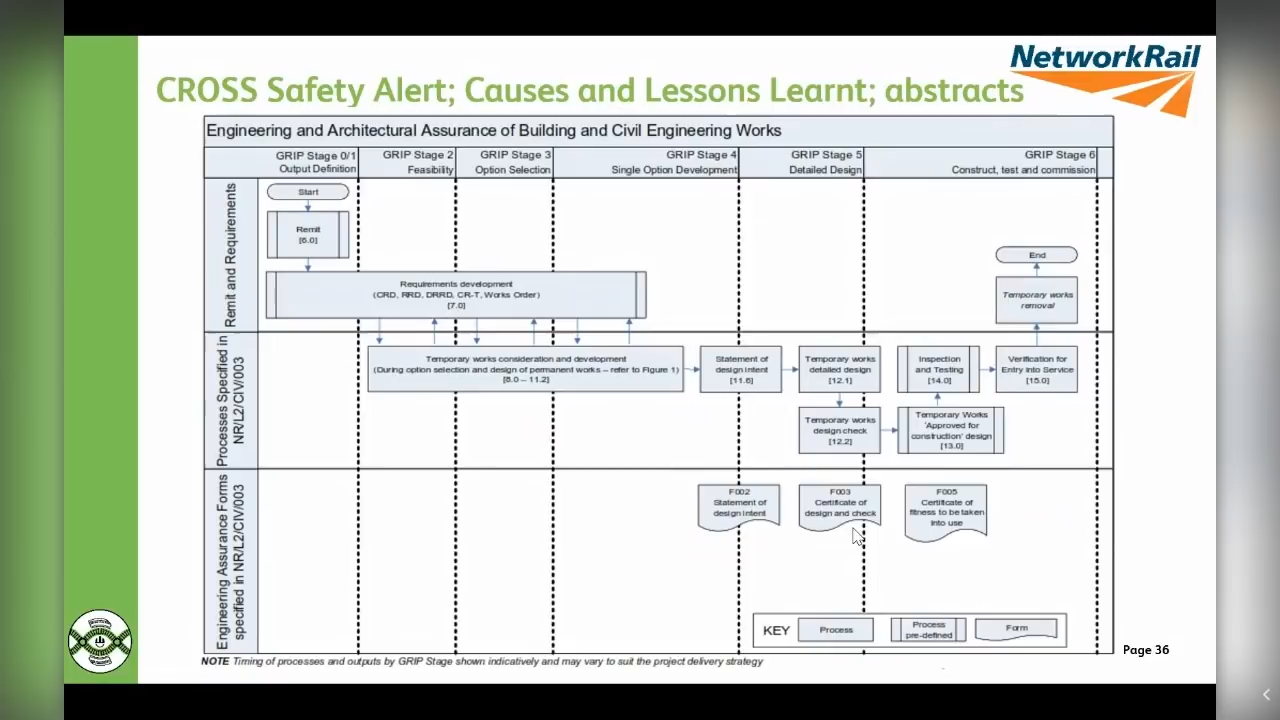 NetworkRail
CROSS Safety Alert; Causes and Lessons Learnt; abstracts
Engineering and Architectural Assurance of Building and Civil Engineering Works
GRIP Stage 0/1
Output Definition
GRIP Stage 2
Feasibility
GRIP Stage 3
Option Selection
GRIP Stage 4
Single Option Development
GRIP Stage 5
Detailed Design
GRIP Stage 6
Construct, test and commission
Remit and Requirements
Start
Remit
[6.0]
Requirements development
(CRD, RRD, DRRD, CR-T, Works Order)
[7.0]
End
Temporary works
removal
Processes Specified in
NR/L2/CIV/003
Temporary works consideration and development
(During option selection and design of permanent works – refer to Figure 1)
[8.0 – 11.2]
Statement of
design intent
[11.6]
Temporary works
detailed design
[12.1]
Inspection
and Testing
[14.0]
Verification for
Entry into Service
[15.0]
Temporary works
design check
[12.2]
Temporary Works
'Approved for
construction' design
[13.0]
Engineering Assurance Forms
specified in NR/L2/CIV/003
F002
Statement of
design intent
F003
Certificate of
design and check
F005
Certificate of
fitness to be taken
into use
KEY
Process
Process
pre-defined
Form
Page 36
NOTE Timing of processes and outputs by GRIP Stage shown indicatively and may vary to suit the project delivery strategy